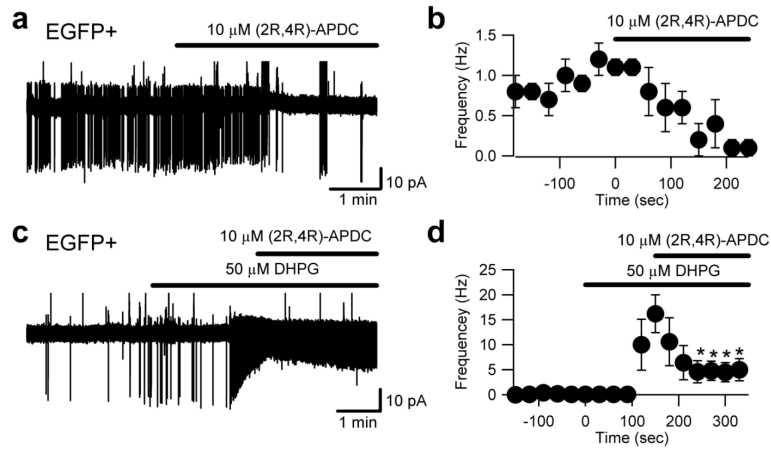 a
EGFP+
10 μM (2R,4R)-APDC
10 pA
1 min
b
10 μM (2R,4R)-APDC
Frequency (Hz)
1.5
1.0
0.5
0.0
-100 0 100 200
Time (sec)
c
EGFP+
10 μM (2R,4R)-APDC
50 μM DHPG
10 pA
1 min
d
10 μM (2R,4R)-APDC
50 μM DHPG
Frequencey (Hz)
25
20
15
10
5
0
* * * *
-100 0 100 200 300
Time (sec)